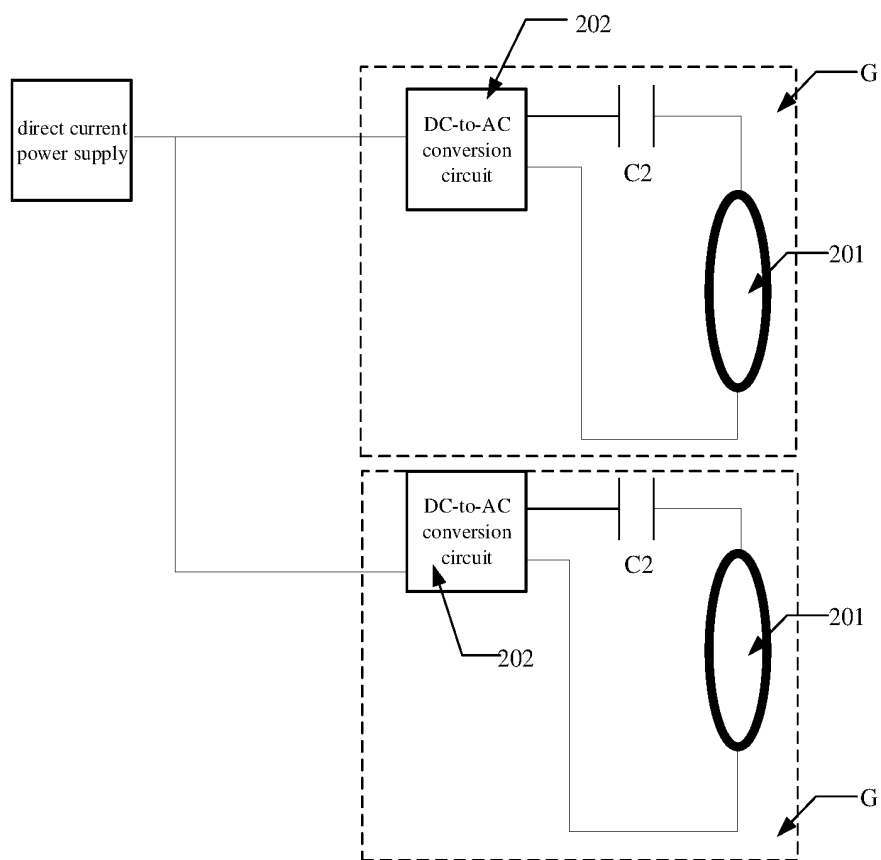 202
G
direct current
power supply
DC-to-AC
conversion
circuit
C2
201
DC-to-AC
conversion
circuit
C2
201
202
G